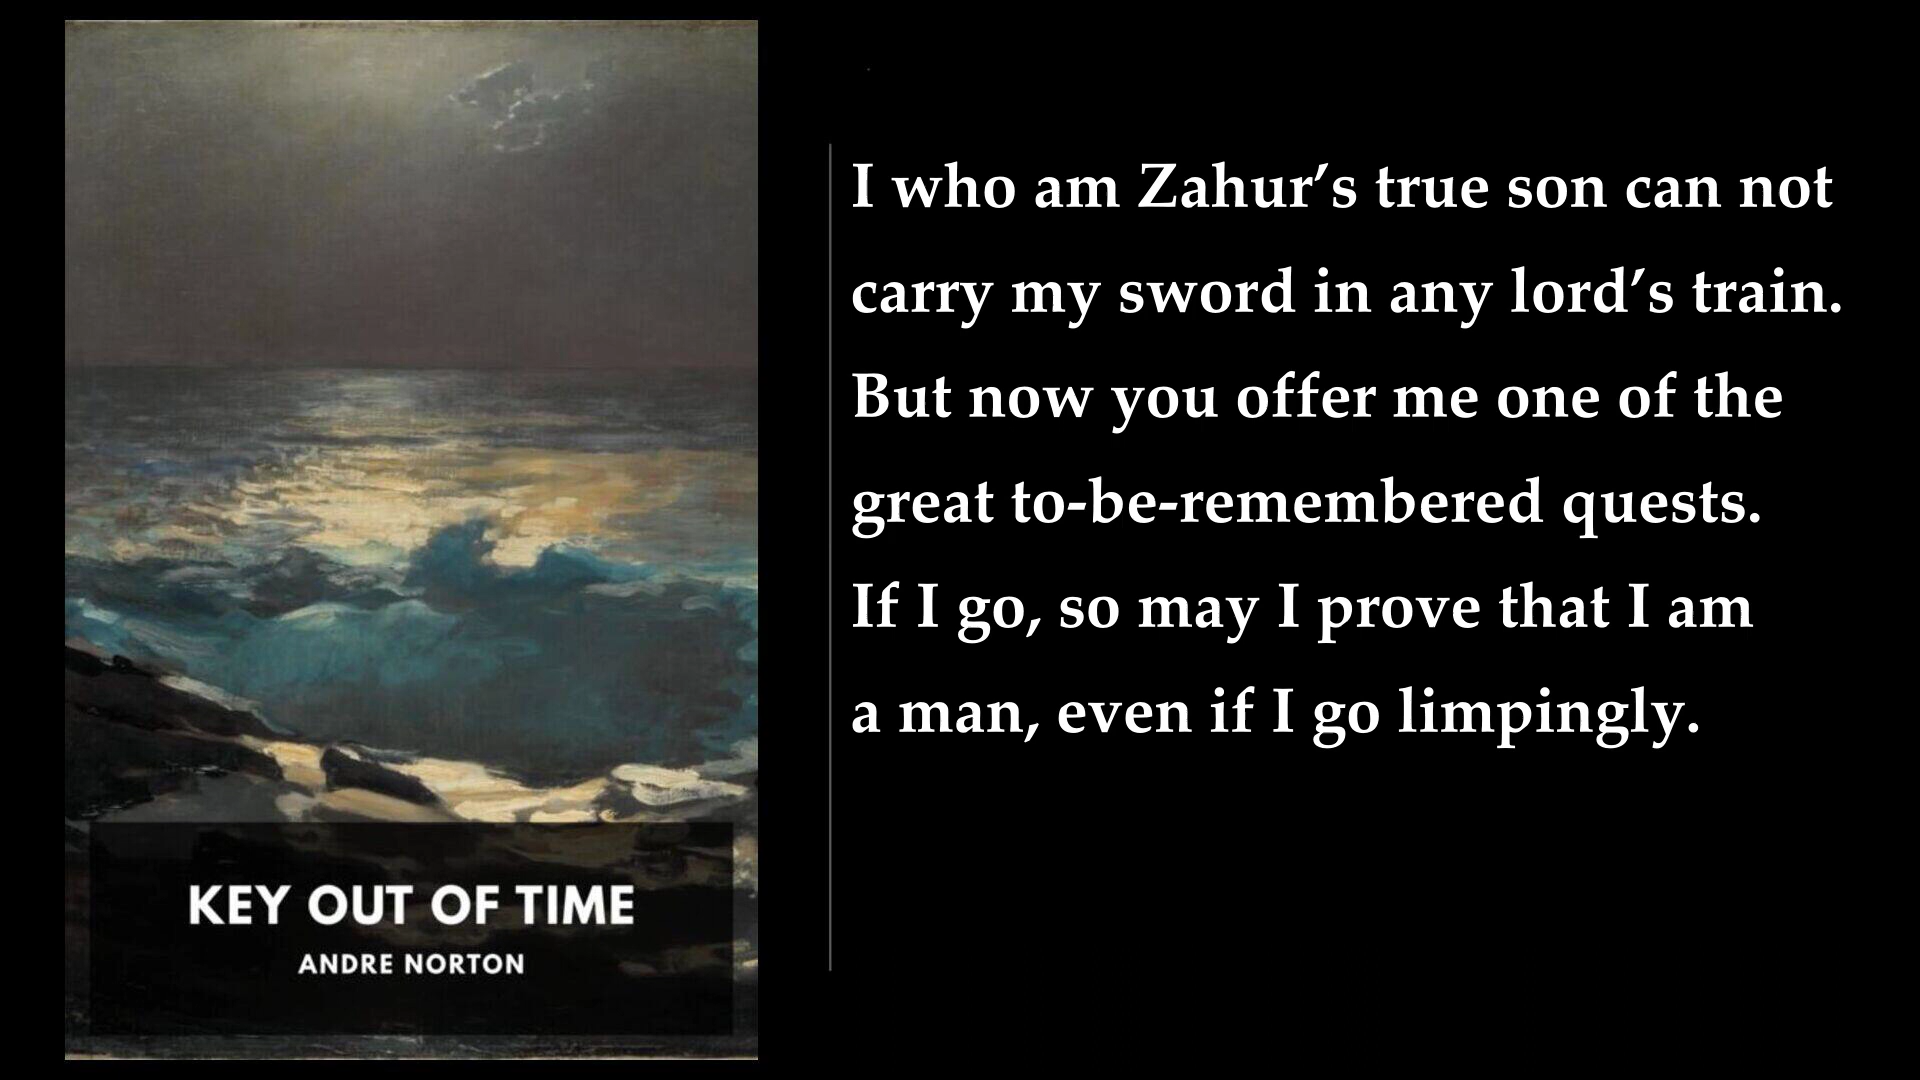 I who am Zahur’s true son can not
carry my sword in any lord’s train.
But now you offer me one of the
great to-be-remembered quests.
If I go, so may I prove that I am
a man, even if I go limpingly.
KEY OUT OF TIME
ANDRE NORTON